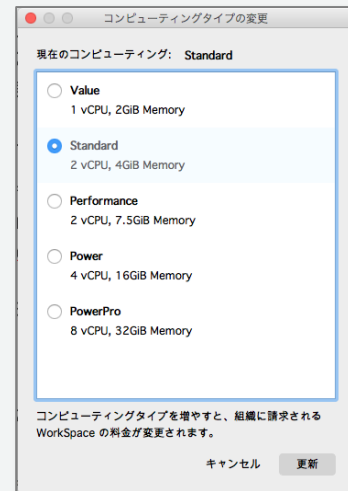 コンピューティングタイプの変更
現在のコンピューティング: Standard
Value
1 vCPU, 2GiB Memory
Standard
2 vCPU, 4GiB Memory
Performance
2 vCPU, 7.5GiB Memory
Power
4 vCPU, 16GiB Memory
PowerPro
8 vCPU, 32GiB Memory
コンピューティングタイプを増やすと、組織に請求される
WorkSpace の料金が変更されます。
キャンセル 更新